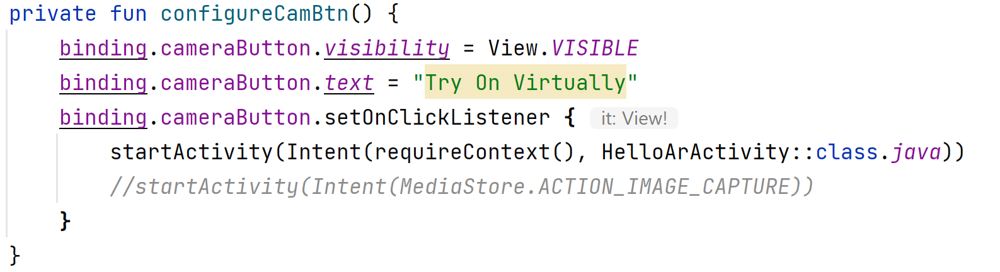 private fun configureCamBtn() {
binding.cameraButton.visibility = View.VISIBLE
binding.cameraButton.text = "Try On Virtually"
binding.cameraButton.setOnClickListener { it: View!
startActivity(Intent(requireContext(), HelloArActivity::class.java))
//startActivity(Intent(MediaStore.ACTION_IMAGE_CAPTURE))
}
}